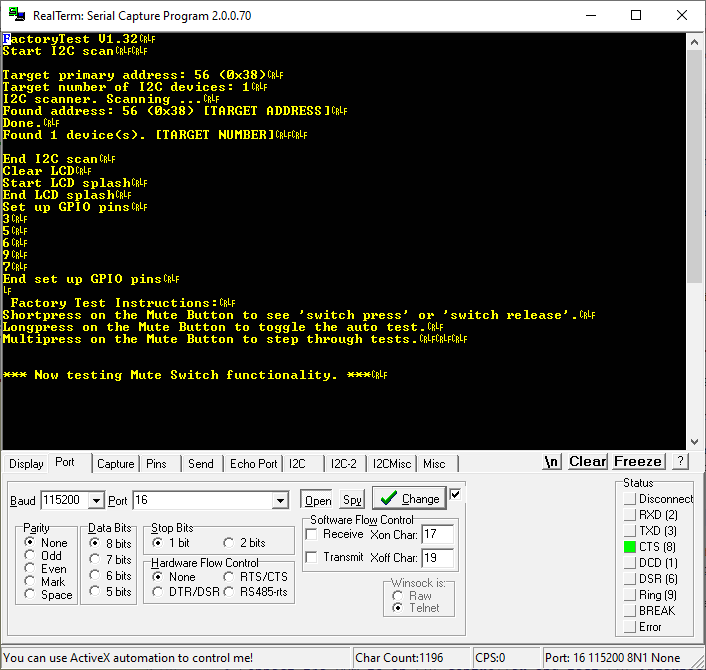 RealTerm: Serial Capture Program 2.0.0.70
FactoryTest V1.32CRLF
Start I2C scanCRLFCRLF
Target primary address: 56 (0x38)CRLF
Target number of I2C devices: 1CRLF
I2C scanner. Scanning ...CRLF
Found address: 56 (0x38) [TARGET ADDRESS]CRLF
Done.CRLF
Found 1 device(s). [TARGET NUMBER]CRLFCRLF
End I2C scanCRLF
Clear LCDCRLF
Start LCD splashCRLF
End LCD splashCRLF
Set up GPIO pinsCRLF
3CRLF
5CRLF
6CRLF
9CRLF
7CRLF
End set up GPIO pinsCRLF
LF
Factory Test Instructions:CRLF
Shortpress on the Mute Button to see 'switch press' or 'switch release'.CRLF
Longpress on the Mute Button to toggle the auto test.CRLF
Multipress on the Mute Button to step through tests.CRLFCRLFCRLF
*** Now testing Mute Switch functionality. ***CRLF
Display Port Capture Pins Send Echo Port I2C I2C-2 I2CMisc Misc \n Clear Freeze ?
Baud 115200 Port 16 Open Spy Change
Parity
None
Odd
Even
Mark
Space
Data Bits
8 bits
7 bits
6 bits
5 bits
Stop Bits
1 bit 2 bits
Hardware Flow Control
None RTS/CTS
DTR/DSR RS485-rts
Software Flow Control
Receive Xon Char: 17
Transmit Xoff Char: 19
Winsock is:
Raw
Telnet
Status
Disconnect
RXD (2)
TXD (3)
CTS (8)
DCD (1)
DSR (6)
Ring (9)
BREAK
Error
You can use ActiveX automation to control me! Char Count:1196 CPS:0 Port: 16 115200 8N1 None